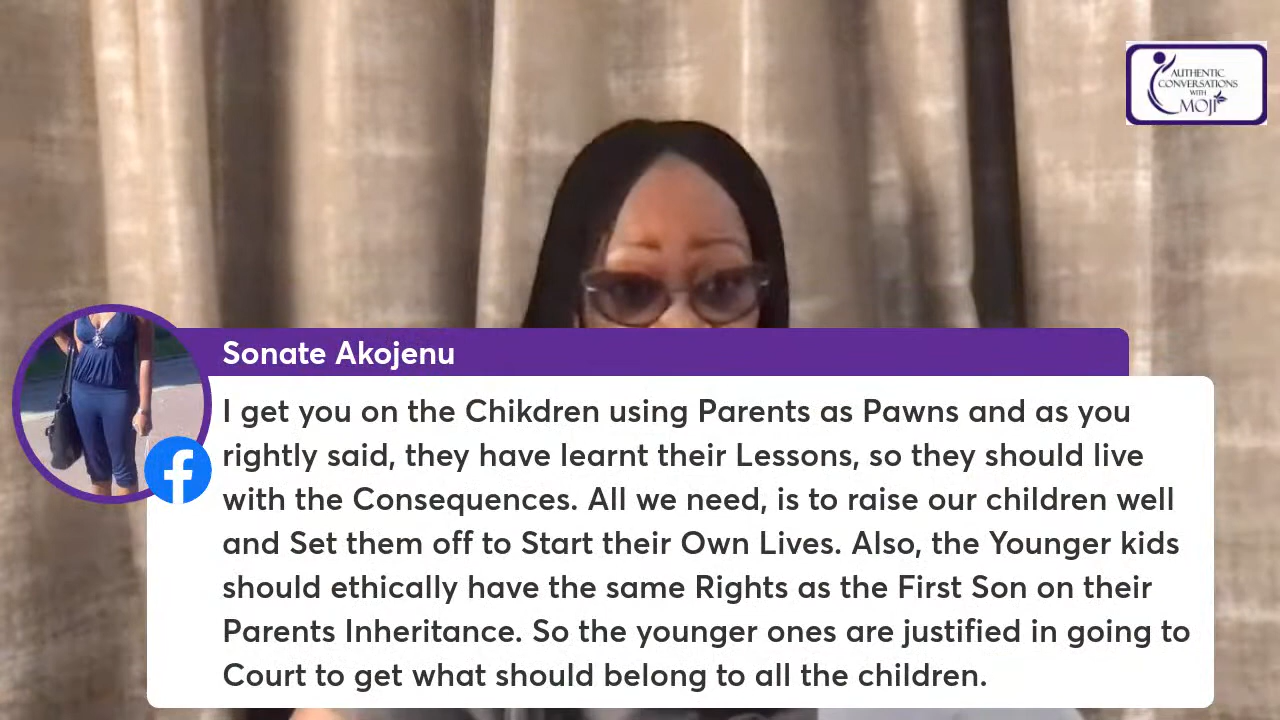 AUTHENTIC
CONVERSATIONS
WITH
MOJI
Sonate Akojenu
I get you on the Chikdren using Parents as Pawns and as you
rightly said, they have learnt their Lessons, so they should live
with the Consequences. All we need, is to raise our children well
and Set them off to Start their Own Lives. Also, the Younger kids
should ethically have the same Rights as the First Son on their
Parents Inheritance. So the younger ones are justified in going to
Court to get what should belong to all the children.